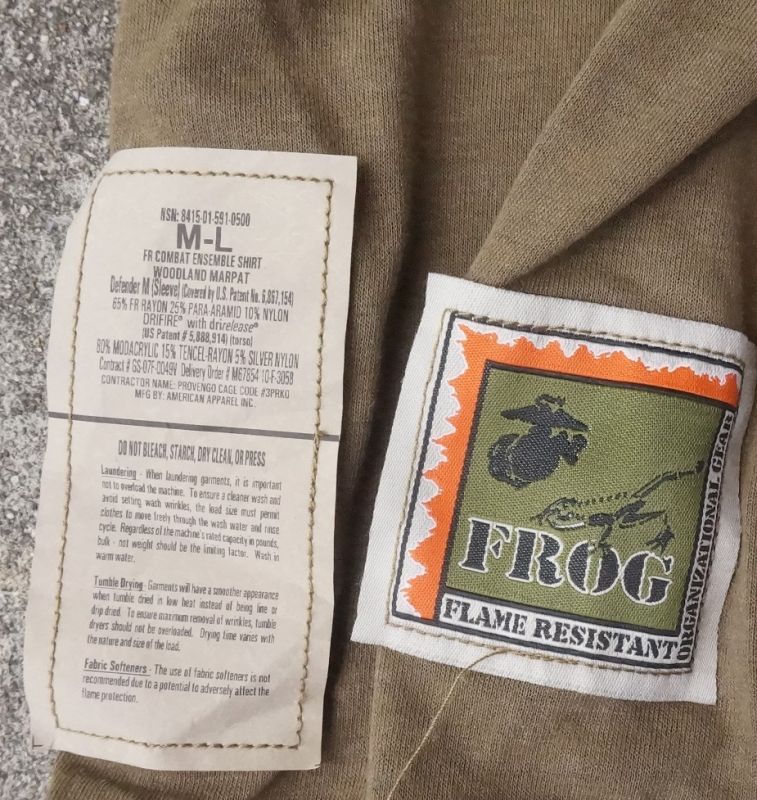 NSN: 8415-01-591-0500
M-L
FR COMBAT ENSEMBLE SHIRT
WOODLAND MARPAT
Defender M (Sleeve) (Covered by U.S. Patent No. 6,867,154)
65% FR RAYON 25% PARA-ARAMID 10% NYLON
DRIFIRE® with drirelease®
(US Patent # 5,888,914) (torso)
80% MODACRYLIC 15% TENCEL-RAYON 5% SILVER NYLON
Contract # GS-07F-0049V Delivery Order # M67854-10-F-3058
CONTRACTOR NAME: PROVENGO CAGE CODE #3PRK0
MFG BY: AMERICAN APPAREL INC.
DO NOT BLEACH, STARCH, DRY CLEAN, OR PRESS
Laundering - When laundering garments, it is important
not to overload the machine. To ensure a cleaner wash and
avoid setting wash wrinkles, the load size must permit
clothes to move freely through the wash water and rinse
cycle. Regardless of the machine's rated capacity in pounds,
bulk - not weight should be the limiting factor. Wash in
warm water.
Tumble Drying - Garments will have a smoother appearance
when tumble dried in low heat instead of being line or
drip dried. To ensure maximum removal of wrinkles, tumble
dryers should not be overloaded. Drying time varies with
the nature and size of the load.
Fabric Softeners - The use of fabric softeners is not
recommended due to a potential to adversely affect the
flame protection.
FROG
FLAME RESISTANT
ORGANIZATIONAL GEAR